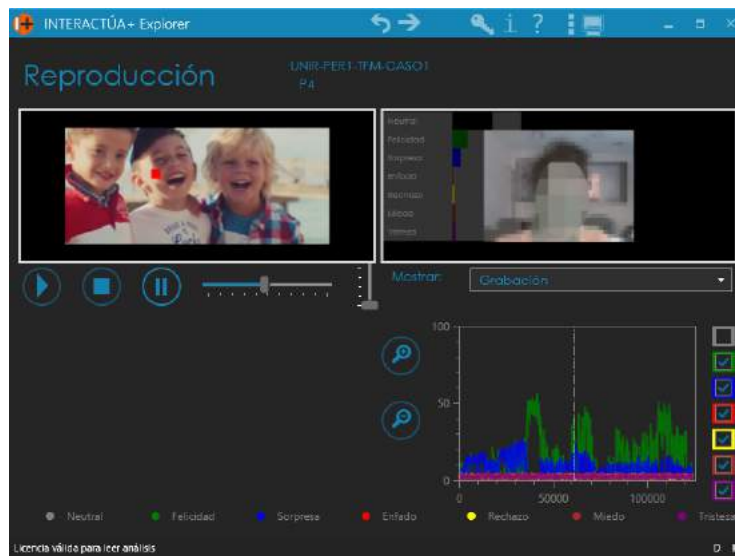 INTERACTÚA+ Explorer
Reproducción
UNIR-PER1-TFM-CASO1
P4
Neutral
Felicidad
Sorpresa
Enfado
Rechazo
Miedo
Tristeza
Mostrar:
Grabación
100
50
0
0
50000
100000
Neutral
Felicidad
Sorpresa
Enfado
Rechazo
Miedo
Tristeza
Licencia válida para leer análisis
D